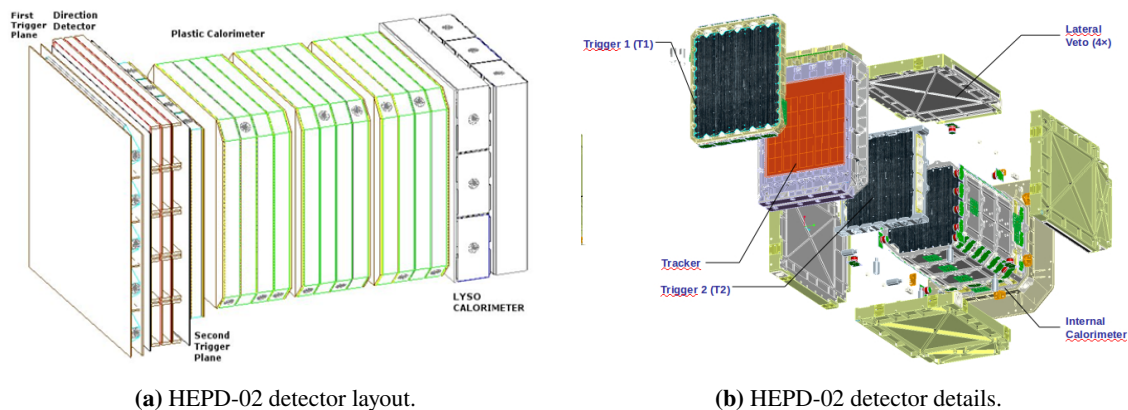 First
Trigger
Plane
Direction
Detector
Plastic Calorimeter
LYSO
CALORIMETER
Second
Trigger
Plane
(a) HEPD-02 detector layout.
Trigger 1 (T1)
Lateral
Veto (4×)
Tracker
Trigger 2 (T2)
Internal
Calorimeter
(b) HEPD-02 detector details.